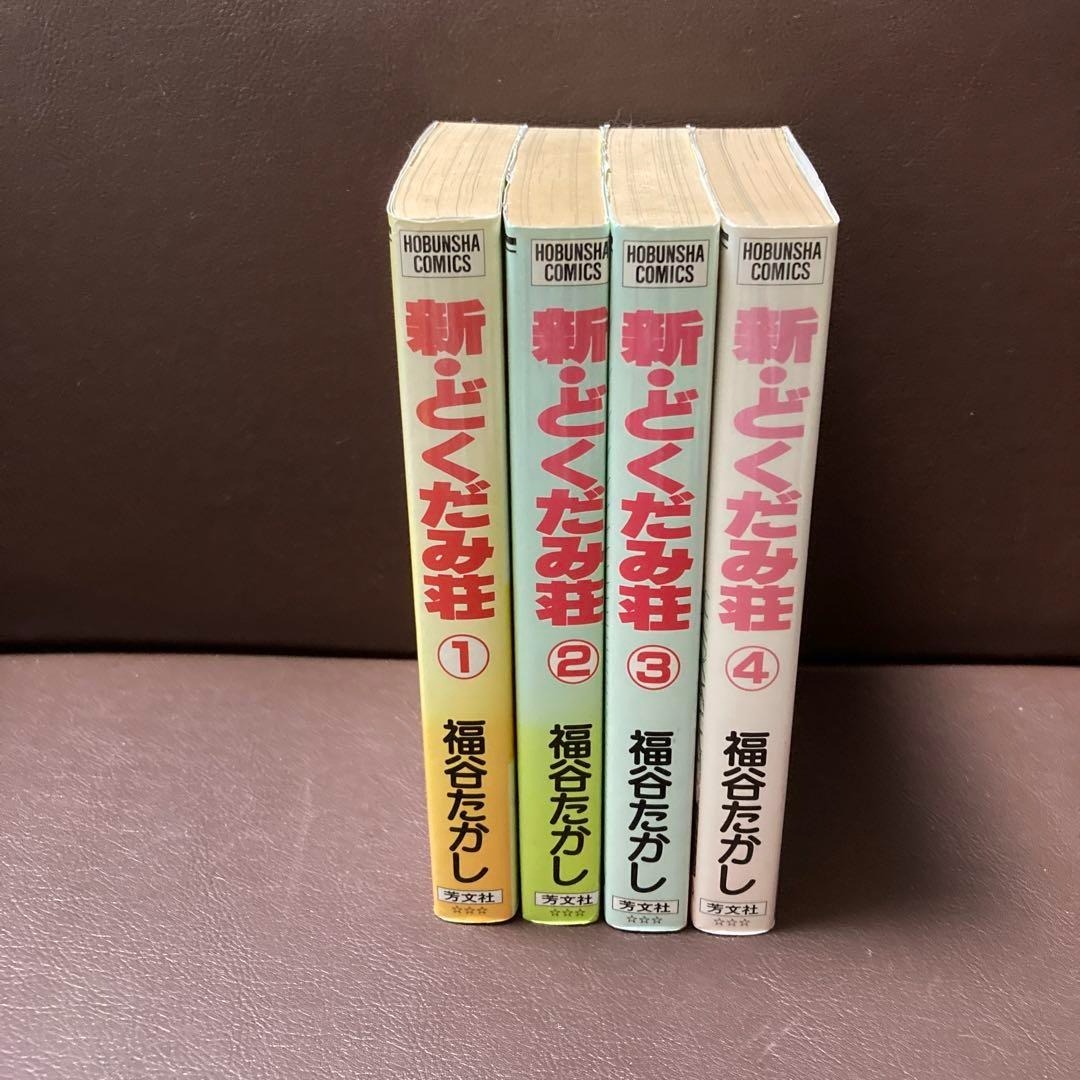 HOBUNSHA
COMICS
新・どくだみ荘
1
福谷たかし
芳文社
☆☆☆
HOBUNSHA
COMICS
新・どくだみ荘
2
福谷たかし
芳文社
☆☆☆
HOBUNSHA
COMICS
新・どくだみ荘
3
福谷たかし
芳文社
☆☆☆
HOBUNSHA
COMICS
新・どくだみ荘
4
福谷たかし
芳文社
☆☆☆